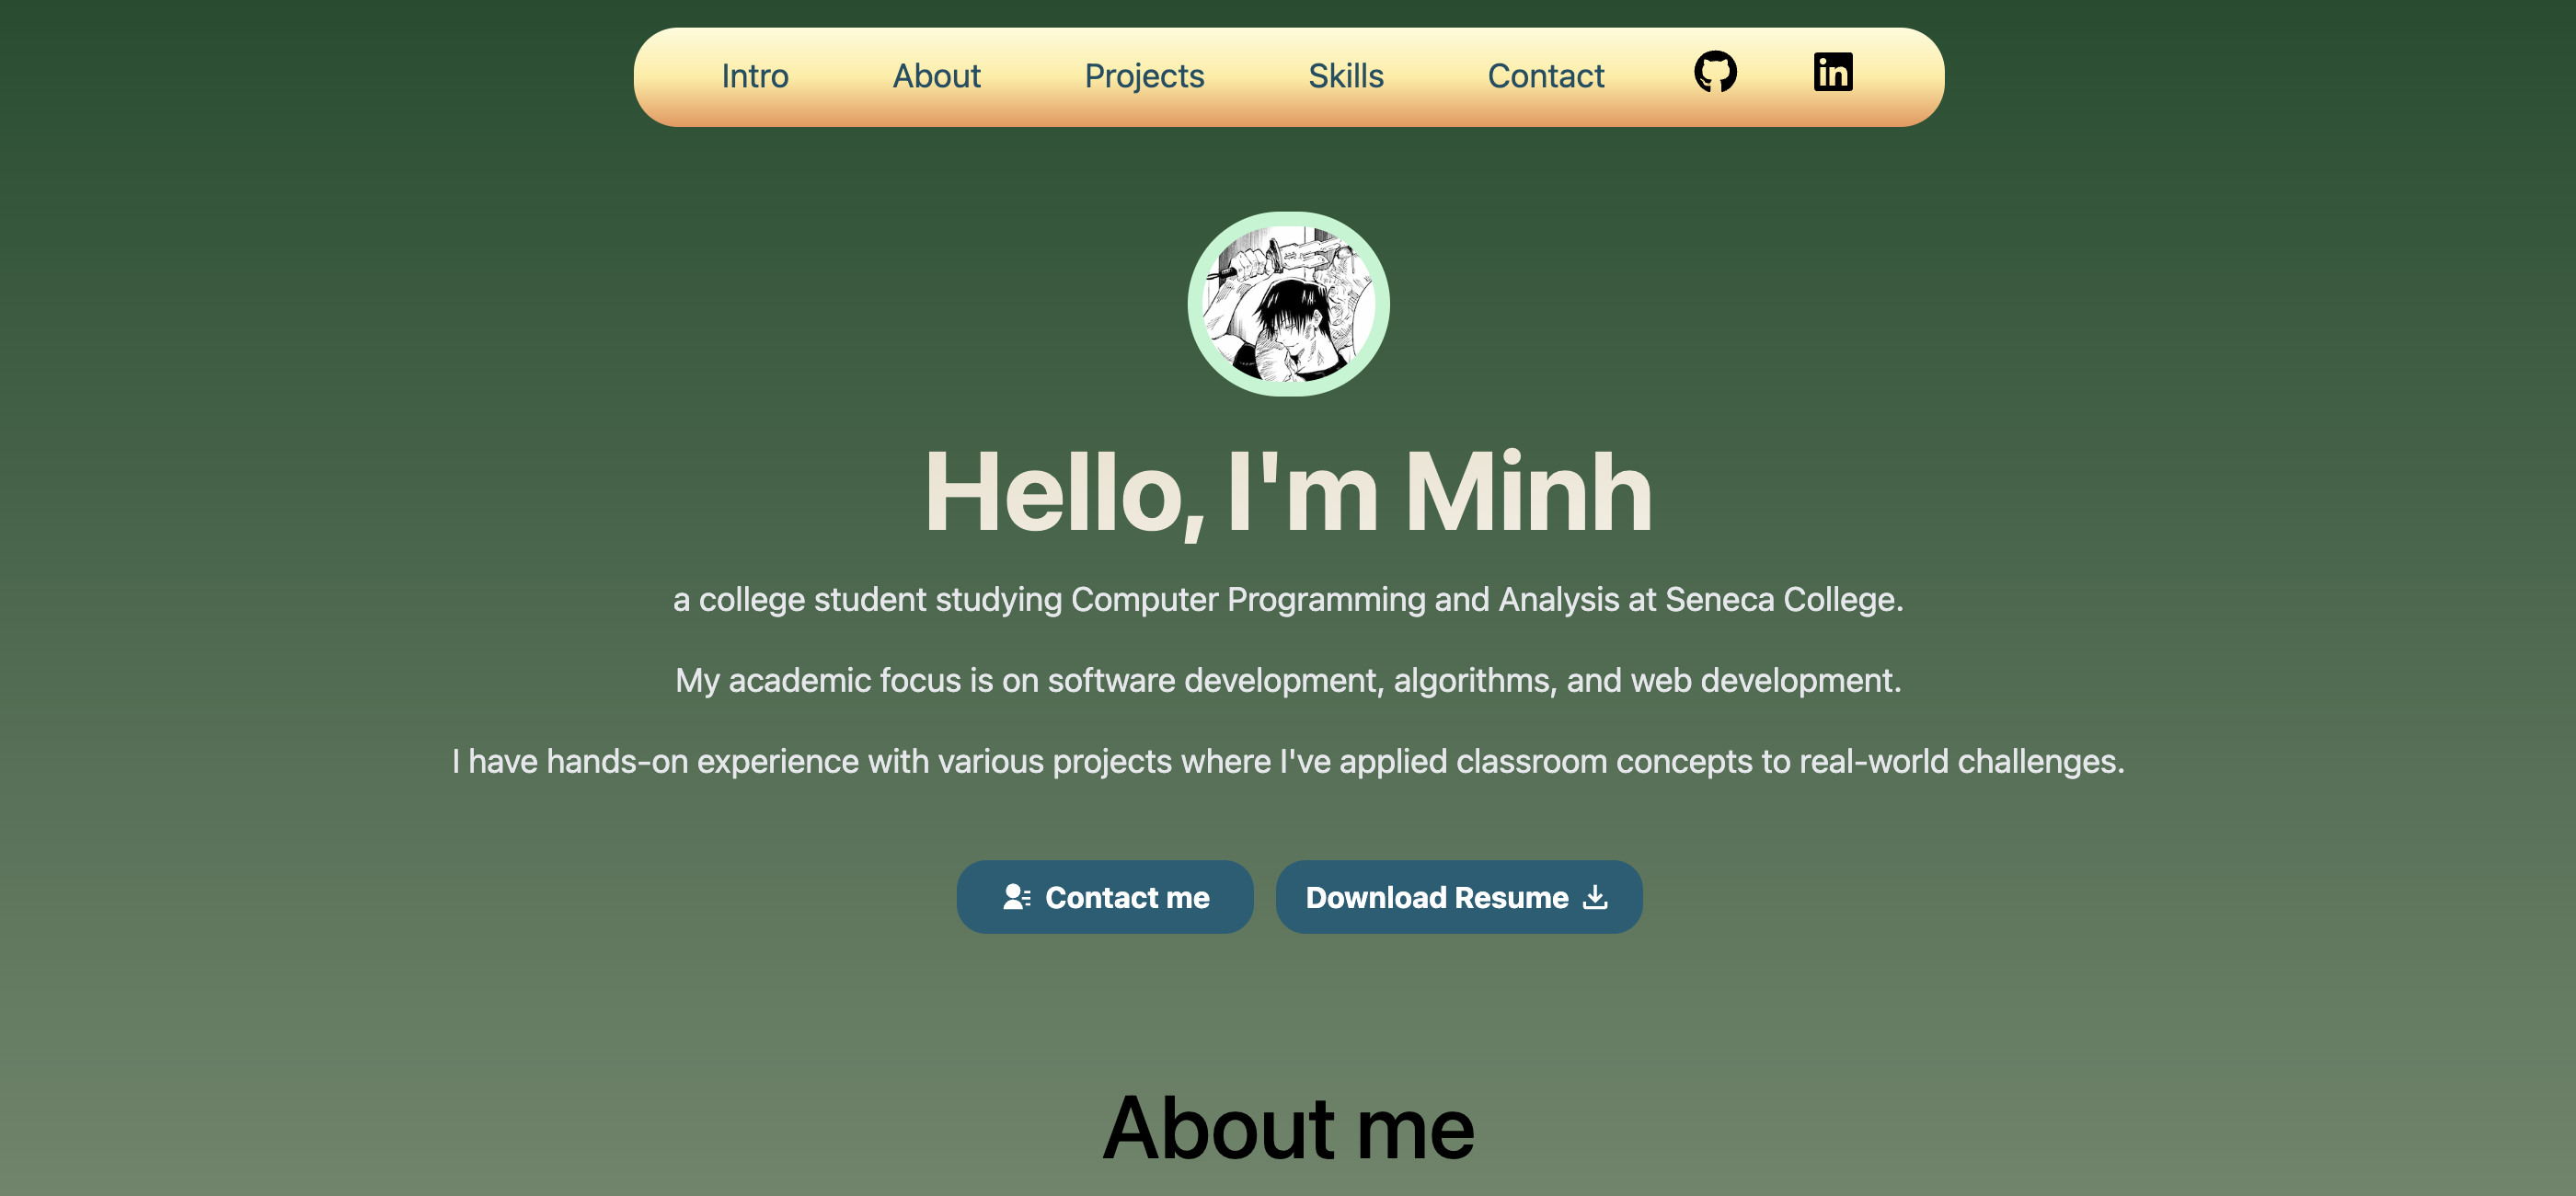 Intro About Projects Skills Contact in
Hello, I'm Minh
a college student studying Computer Programming and Analysis at Seneca College.
My academic focus is on software development, algorithms, and web development.
I have hands-on experience with various projects where I've applied classroom concepts to real-world challenges.
Contact me Download Resume
About me